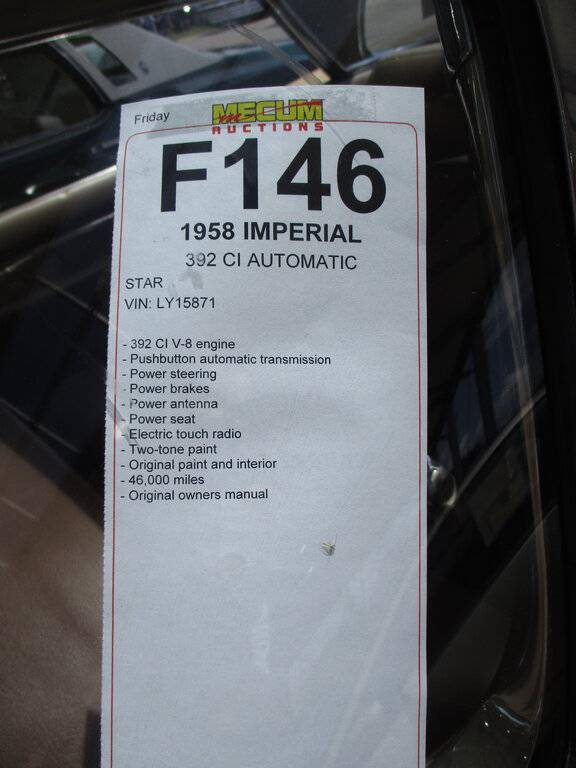 Friday
MECUM
AUCTIONS
F146
1958 IMPERIAL
392 CI AUTOMATIC
STAR
VIN: LY15871
- 392 CI V-8 engine
- Pushbutton automatic transmission
- Power steering
- Power brakes
- Power antenna
- Power seat
- Electric touch radio
- Two-tone paint
- Original paint and interior
- 46,000 miles
- Original owners manual